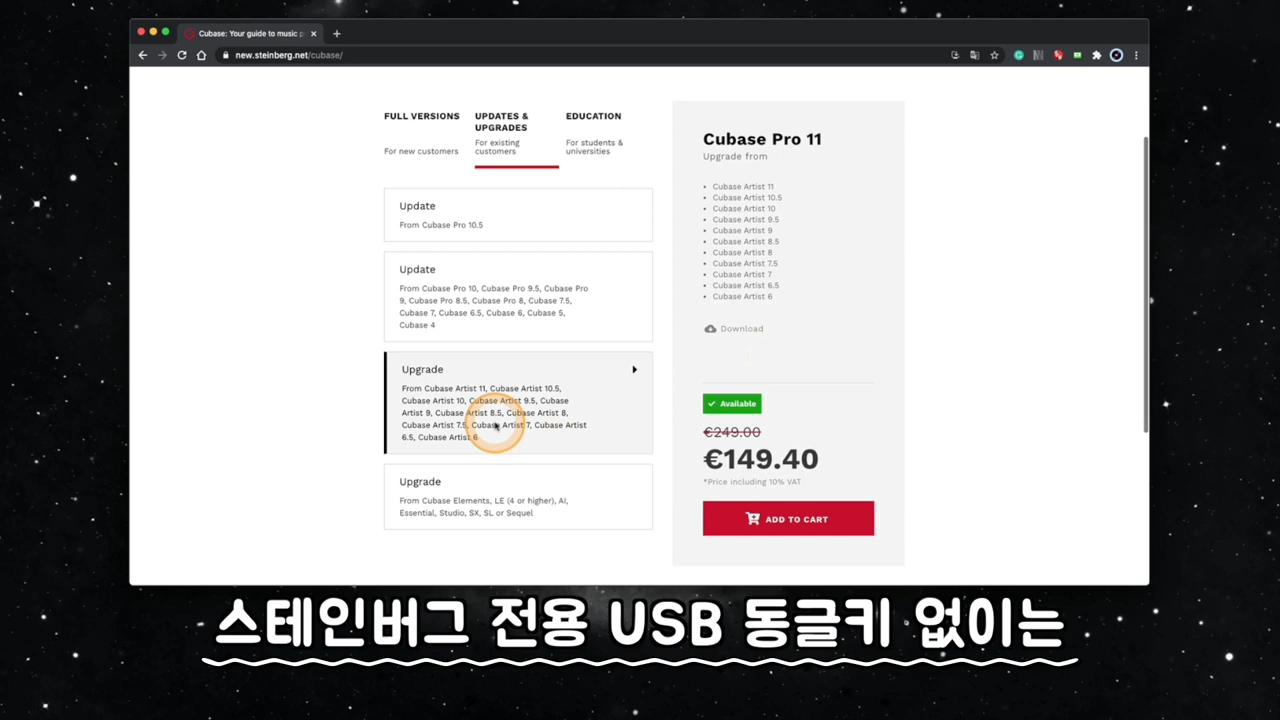 Cubase: Your guide to music p
new.steinberg.net/cubase/
FULL VERSIONS
For new customers
UPDATES &
UPGRADES
For existing
customers
EDUCATION
For students &
universities
Update
From Cubase Pro 10.5
Update
From Cubase Pro 10, Cubase Pro 9.5, Cubase Pro
9, Cubase Pro 8.5, Cubase Pro 8, Cubase 7.5,
Cubase 7, Cubase 6.5, Cubase 6, Cubase 5,
Cubase 4
Upgrade
From Cubase Artist 11, Cubase Artist 10.5,
Cubase Artist 10, Cubase Artist 9.5, Cubase
Artist 9, Cubase Artist 8.5, Cubase Artist 8,
Cubase Artist 7.5, Cubase Artist 7, Cubase Artist
6.5, Cubase Artist 6
Upgrade
From Cubase Elements, LE (4 or higher), AI,
Essential, Studio, SX, SL or Sequel
Cubase Pro 11
Upgrade from
• Cubase Artist 11
• Cubase Artist 10.5
• Cubase Artist 10
• Cubase Artist 9.5
• Cubase Artist 9
• Cubase Artist 8.5
• Cubase Artist 8
• Cubase Artist 7.5
• Cubase Artist 7
• Cubase Artist 6.5
• Cubase Artist 6
Download
Available
€249.00
€149.40
*Price including 10% VAT
ADD TO CART
스테인버그 전용 USB 동글키 없이는